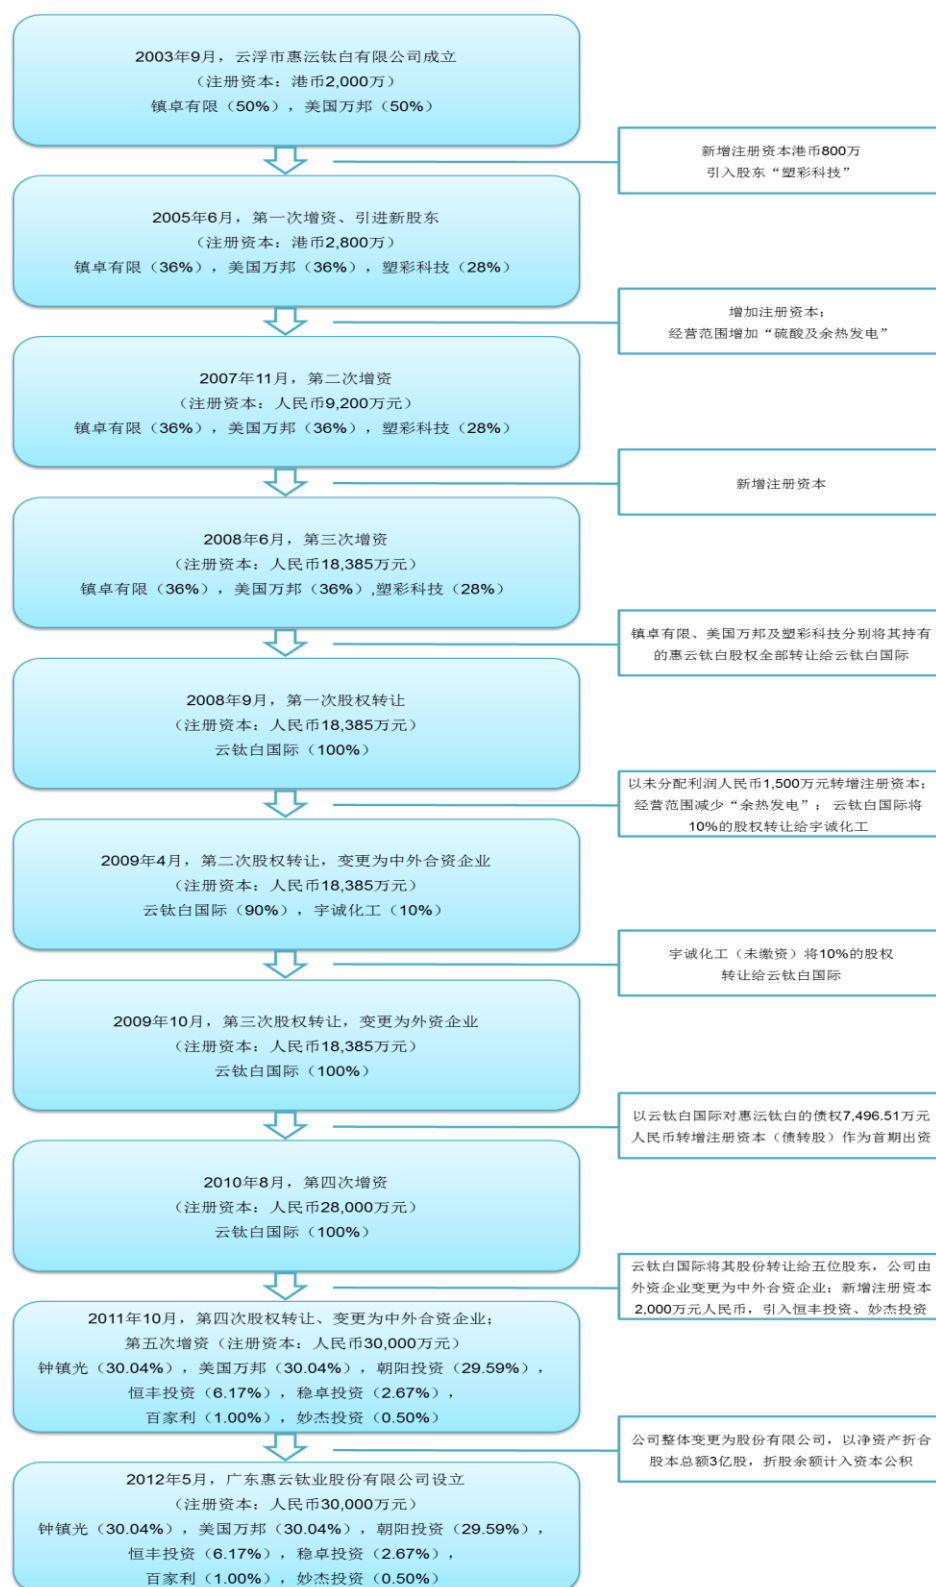 2003年9月，云浮市惠沄钛白有限公司成立
（注册资本：港币2,000万）
镇卓有限（50%），美国万邦（50%）
新增注册资本港币800万
引入股东“塑彩科技”
2005年6月，第一次增资、引进新股东
（注册资本：港币2,800万）
镇卓有限（36%），美国万邦（36%），塑彩科技（28%）
增加注册资本；
经营范围增加“硫酸及余热发电”
2007年11月，第二次增资
（注册资本：人民币9,200万元）
镇卓有限（36%），美国万邦（36%），塑彩科技（28%）
新增注册资本
2008年6月，第三次增资
（注册资本：人民币18,385万元）
镇卓有限（36%），美国万邦（36%）,塑彩科技（28%）
镇卓有限、美国万邦及塑彩科技分别将其持有
的惠云钛白股权全部转让给云钛白国际
2008年9月，第一次股权转让
（注册资本：人民币18,385万元）
云钛白国际（100%）
以未分配利润人民币1,500万元转增注册资本；
经营范围减少“余热发电”； 云钛白国际将
10%的股权转让给宇诚化工
2009年4月，第二次股权转让，变更为中外合资企业
（注册资本：人民币18,385万元）
云钛白国际（90%），宇诚化工（10%）
宇诚化工（未缴资）将10%的股权
转让给云钛白国际
2009年10月，第三次股权转让，变更为外资企业
（注册资本：人民币18,385万元）
云钛白国际（100%）
以云钛白国际对惠沄钛白的债权7,496.51万元
人民币转增注册资本（债转股）作为首期出资
2010年8月，第四次增资
（注册资本：人民币28,000万元）
云钛白国际（100%）
云钛白国际将其股份转让给五位股东，公司由
外资企业变更为中外合资企业；新增注册资本
2,000万元人民币，引入恒丰投资、妙杰投资
2011年10月，第四次股权转让、变更为中外合资企业；
第五次增资（注册资本：人民币30,000万元）
钟镇光（30.04%），美国万邦（30.04%），朝阳投资（29.59%），
恒丰投资（6.17%），稳卓投资（2.67%），
百家利（1.00%），妙杰投资（0.50%）
公司整体变更为股份有限公司，以净资产折合
股本总额3亿股，折股余额计入资本公积
2012年5月，广东惠云钛业股份有限公司设立
（注册资本：人民币30,000万元）
钟镇光（30.04%），美国万邦（30.04%），朝阳投资（29.59%），
恒丰投资（6.17%），稳卓投资（2.67%），
百家利（1.00%），妙杰投资（0.50%）